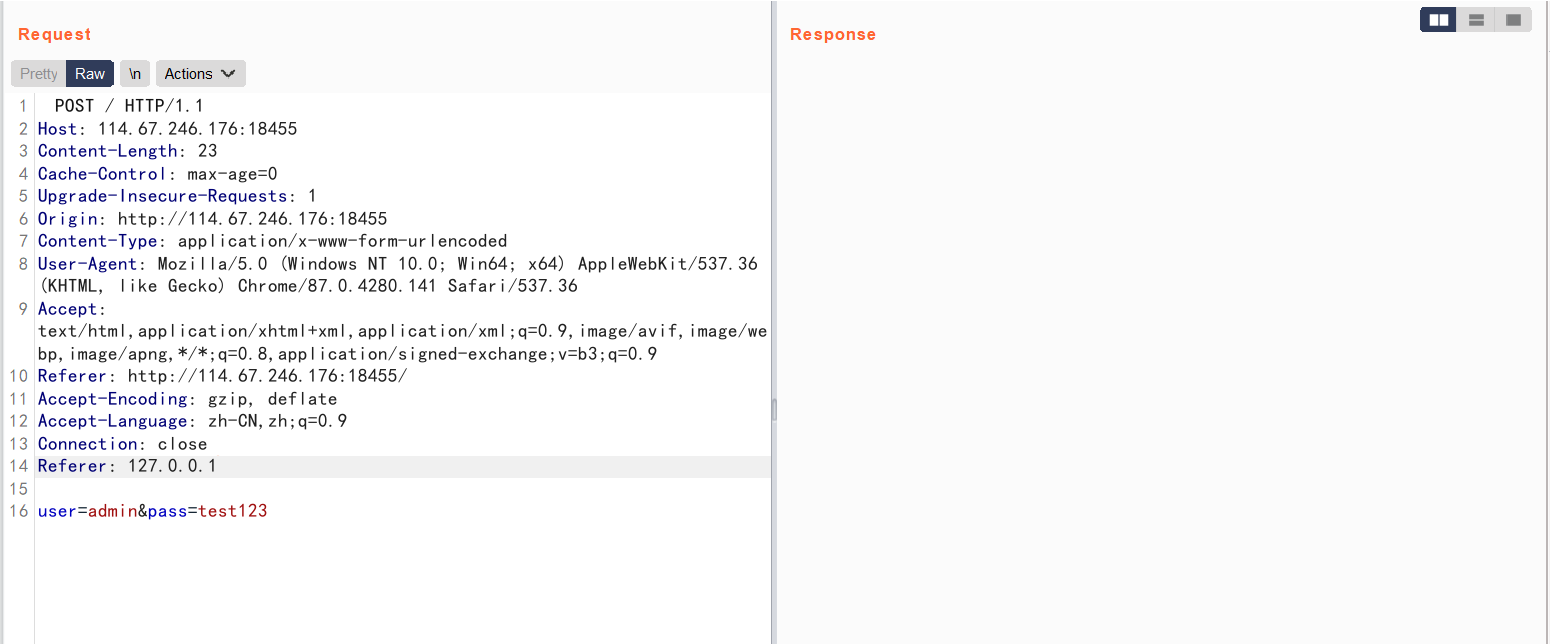 Request
Response
Pretty Raw \n Actions
1 POST / HTTP/1.1
2 Host: 114.67.246.176:18455
3 Content-Length: 23
4 Cache-Control: max-age=0
5 Upgrade-Insecure-Requests: 1
6 Origin: http://114.67.246.176:18455
7 Content-Type: application/x-www-form-urlencoded
8 User-Agent: Mozilla/5.0 (Windows NT 10.0; Win64; x64) AppleWebKit/537.36
(KHTML, like Gecko) Chrome/87.0.4280.141 Safari/537.36
9 Accept:
text/html,application/xhtml+xml,application/xml;q=0.9,image/avif,image/we
bp,image/apng,*/*;q=0.8,application/signed-exchange;v=b3;q=0.9
10 Referer: http://114.67.246.176:18455/
11 Accept-Encoding: gzip, deflate
12 Accept-Language: zh-CN,zh;q=0.9
13 Connection: close
14 Referer: 127.0.0.1
15
16 user=admin&pass=test123